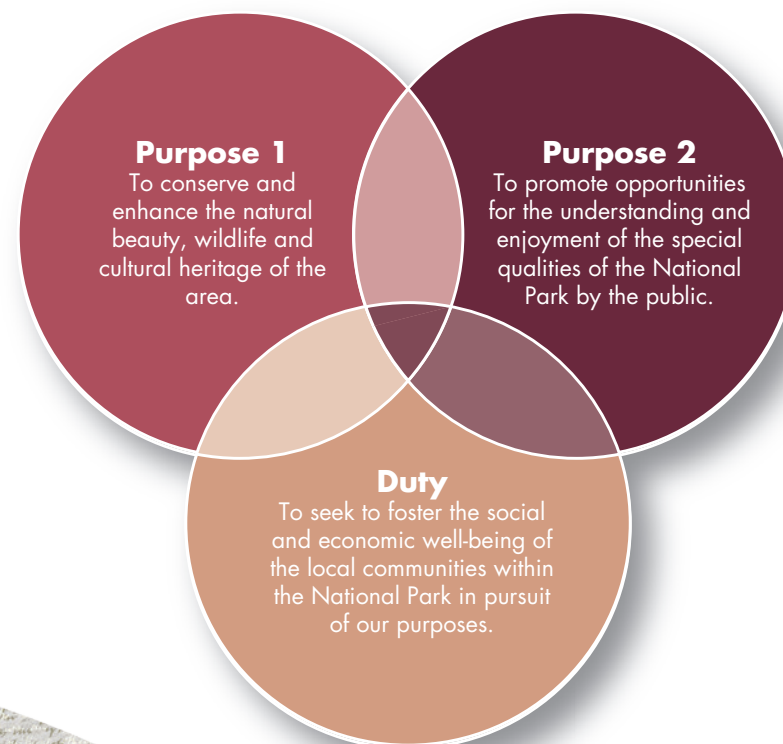 Purpose 1
To conserve and
enhance the natural
beauty, wildlife and
cultural heritage of the
area.
Purpose 2
To promote opportunities
for the understanding and
enjoyment of the special
qualities of the National
Park by the public.
Duty
To seek to foster the social
and economic well-being of
the local communities within
the National Park in pursuit
of our purposes.